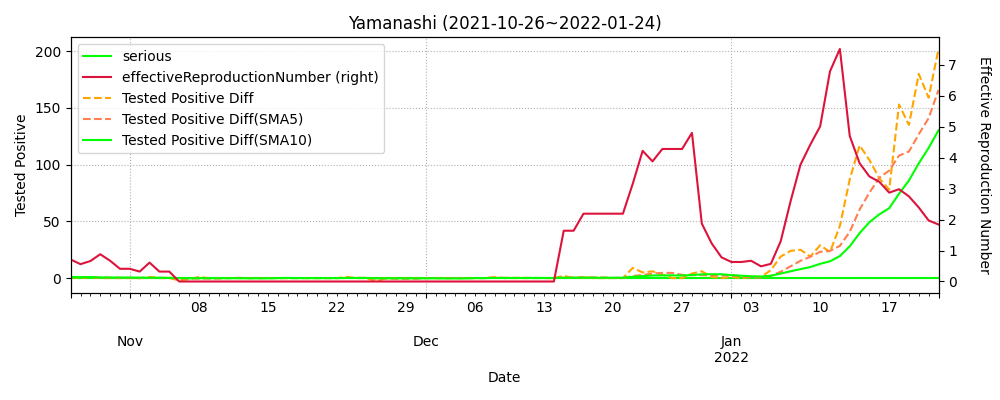 Yamanashi (2021-10-26~2022-01-24)
serious
effectiveReproductionNumber (right)
Tested Positive Diff
Tested Positive Diff(SMA5)
Tested Positive Diff(SMA10)
Tested Positive
200
150
100
50
0
Effective Reproduction Number
7
6
5
4
3
2
1
0
08 15 22 29 06 13 20 27 03 10 17
Nov Dec Jan
2022
Date